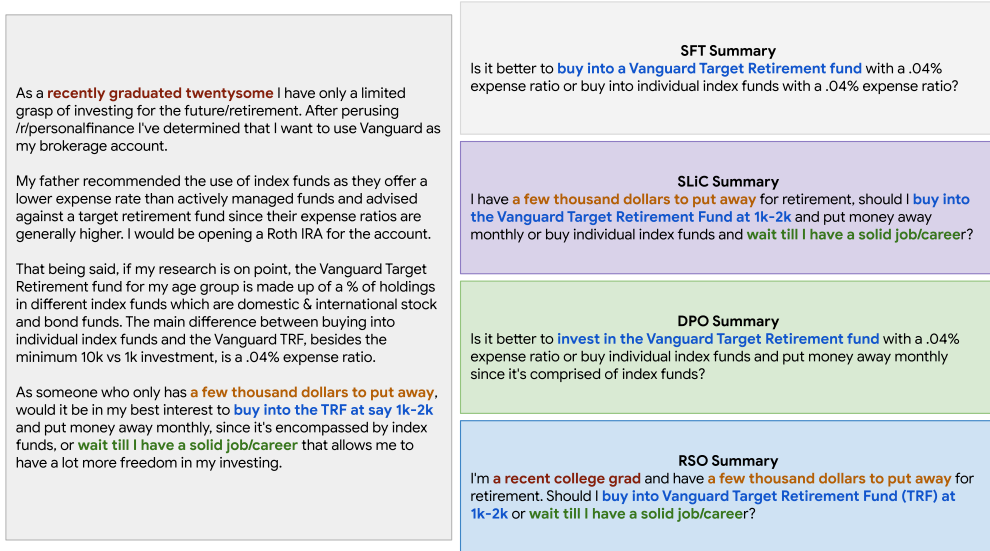 As a recently graduated twentysome I have only a limited
grasp of investing for the future/retirement. After perusing
/r/personalfinance I've determined that I want to use Vanguard as
my brokerage account.
My father recommended the use of index funds as they offer a
lower expense rate than actively managed funds and advised
against a target retirement fund since their expense ratios are
generally higher. I would be opening a Roth IRA for the account.
That being said, if my research is on point, the Vanguard Target
Retirement fund for my age group is made up of a % of holdings
in different index funds which are domestic & international stock
and bond funds. The main difference between buying into
individual index funds and the Vanguard TRF, besides the
minimum 10k vs 1k investment, is a .04% expense ratio.
As someone who only has a few thousand dollars to put away,
would it be in my best interest to buy into the TRF at say 1k-2k
and put money away monthly, since it's encompassed by index
funds, or wait till I have a solid job/career that allows me to
have a lot more freedom in my investing.
SFT Summary
Is it better to buy into a Vanguard Target Retirement fund with a .04%
expense ratio or buy into individual index funds with a .04% expense ratio?
SLiC Summary
I have a few thousand dollars to put away for retirement, should I buy into
the Vanguard Target Retirement Fund at 1k-2k and put money away
monthly or buy individual index funds and wait till I have a solid job/career?
DPO Summary
Is it better to invest in the Vanguard Target Retirement fund with a .04%
expense ratio or buy individual index funds and put money away monthly
since it's comprised of index funds?
RSO Summary
I'm a recent college grad and have a few thousand dollars to put away for
retirement. Should I buy into Vanguard Target Retirement Fund (TRF) at
1k-2k or wait till I have a solid job/career?